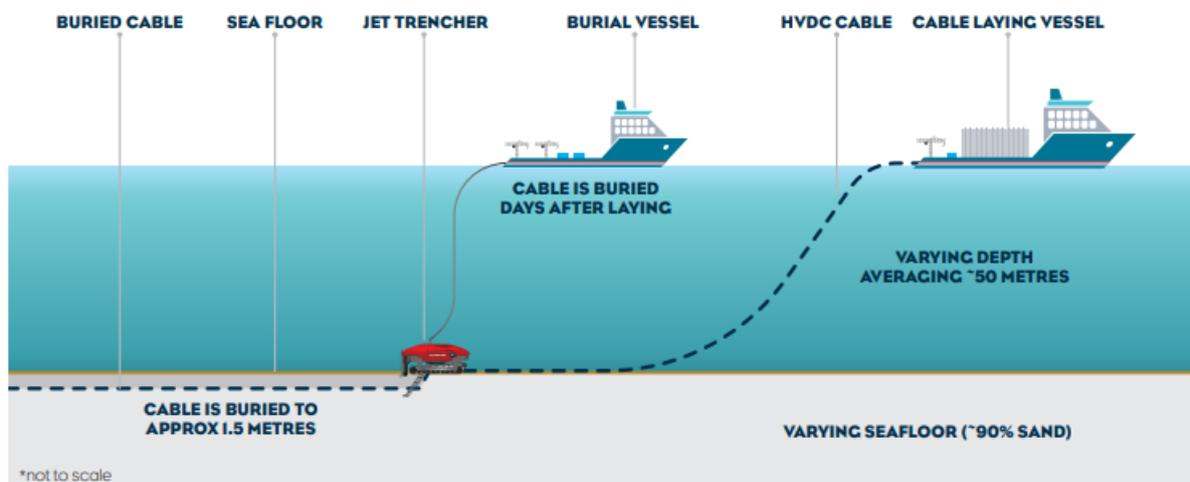 BURIED CABLE
SEA FLOOR
JET TRENCHER
BURIAL VESSEL
HVDC CABLE
CABLE LAYING VESSEL
CABLE IS BURIED
DAYS AFTER LAYING
VARYING DEPTH
AVERAGING ~50 METRES
CABLE IS BURIED TO
APPROX 1.5 METRES
VARYING SEAFLOOR (~90% SAND)
*not to scale